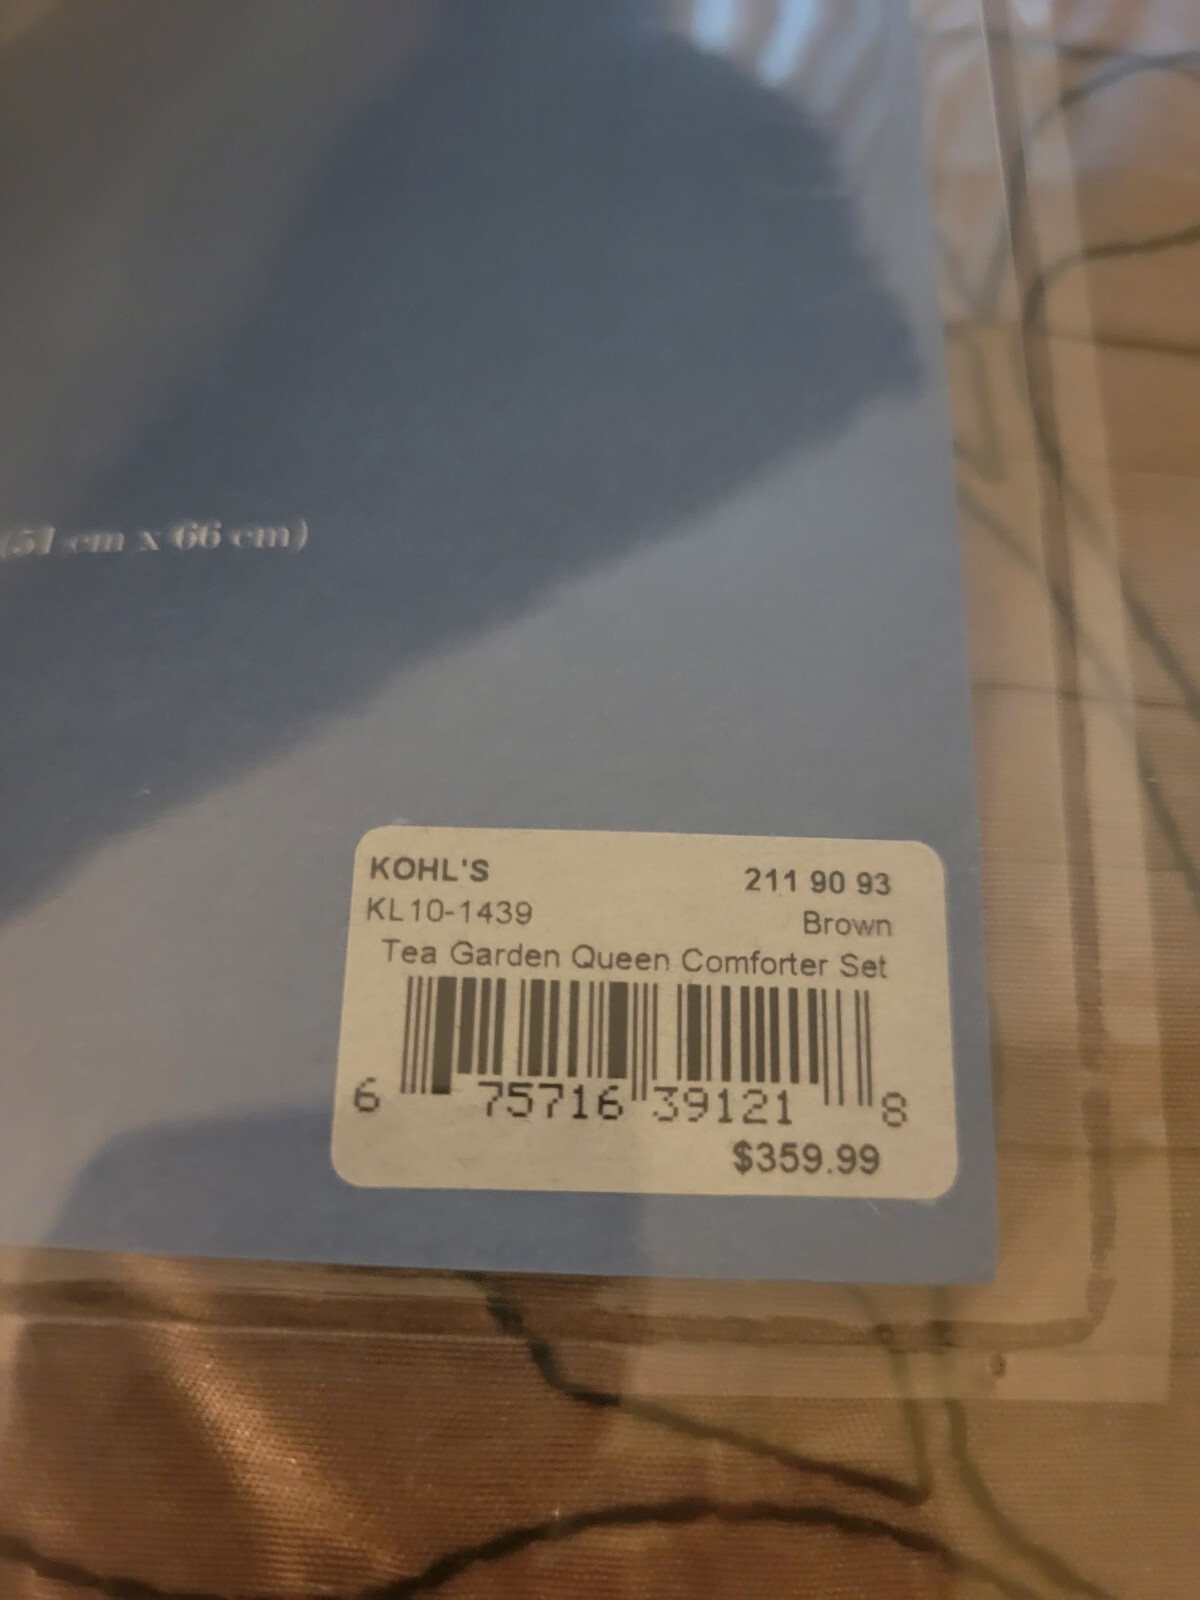 (51 cm x 66 cm)
KOHL'S 211 90 93
KL10-1439 Brown
Tea Garden Queen Comforter Set
6 75716 39121 8
$359.99